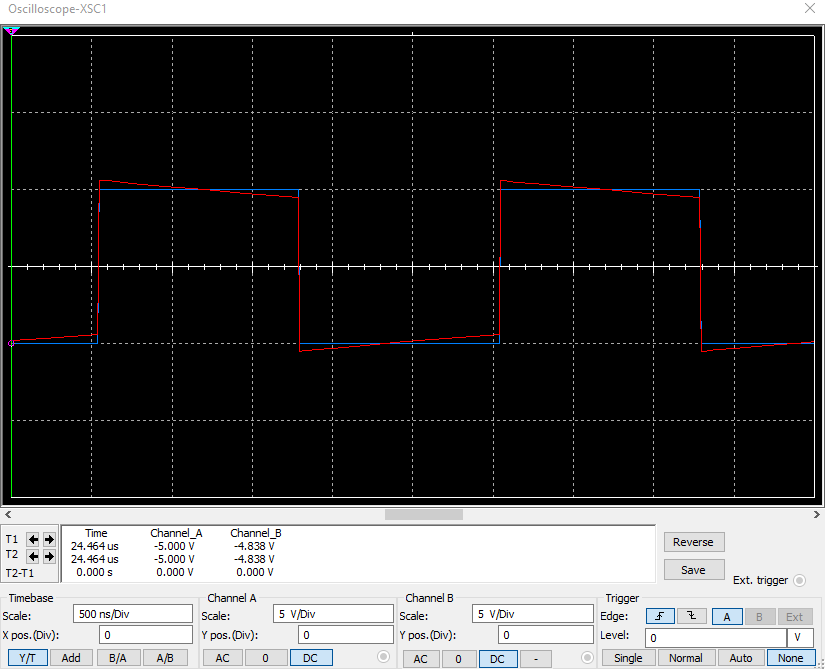 Oscilloscope-XSC1
Time Channel_A Channel_B
T1 24.464 us -5.000 V -4.838 V
T2 24.464 us -5.000 V -4.838 V
T2-T1 0.000 s 0.000 V 0.000 V
Reverse
Save
Ext. trigger
Timebase
Scale: 500 ns/Div
X pos.(Div): 0
Y/T Add B/A A/B
Channel A
Scale: 5 V/Div
Y pos.(Div): 0
AC 0 DC
Channel B
Scale: 5 V/Div
Y pos.(Div): 0
AC 0 DC -
Trigger
Edge: A B Ext
Level: 0 V
Single Normal Auto None